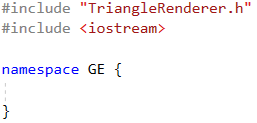 #include "TriangleRenderer.h"
#include <iostream>
namespace GE {
}